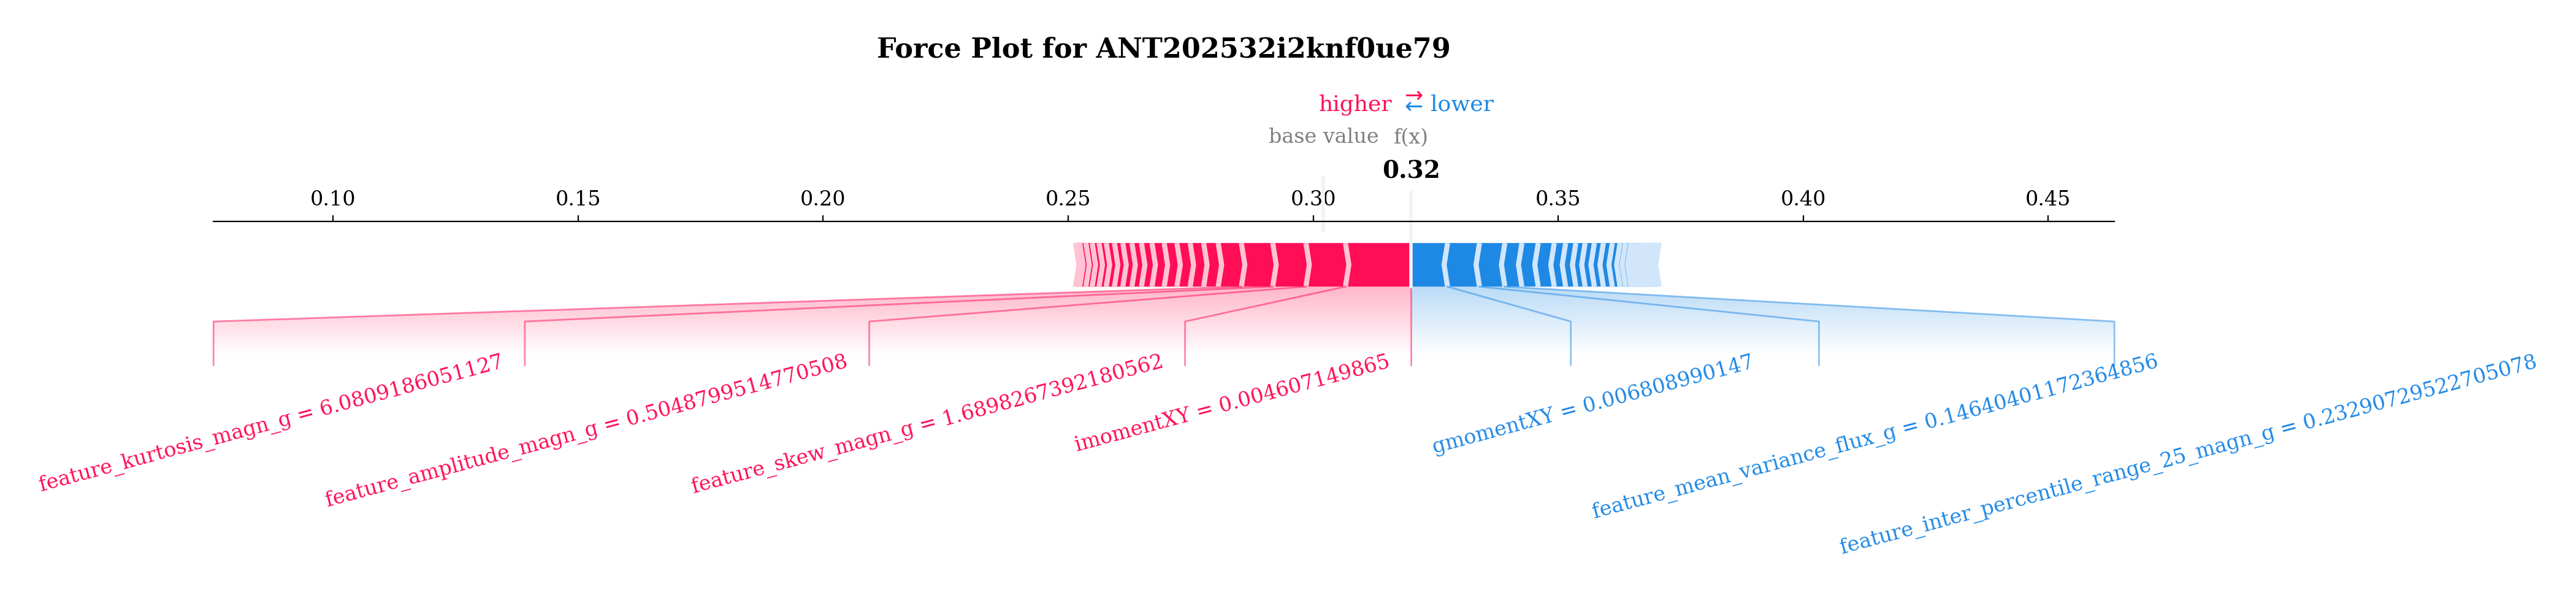 Force Plot for ANT202532i2knf0ue79
higher ⇄ lower
base value f(x)
0.32
0.10 0.15 0.20 0.25 0.30 0.35 0.40 0.45
feature_kurtosis_magn_g = 6.0809186051127
feature_amplitude_magn_g = 0.5048799514770508
feature_skew_magn_g = 1.6898267392180562
imomentXY = 0.004607149865
gmomentXY = 0.006808990147
feature_mean_variance_flux_g = 0.1464040117236​4856
feature_inter_percentile_range_25_magn_g = 0.23290729522705078